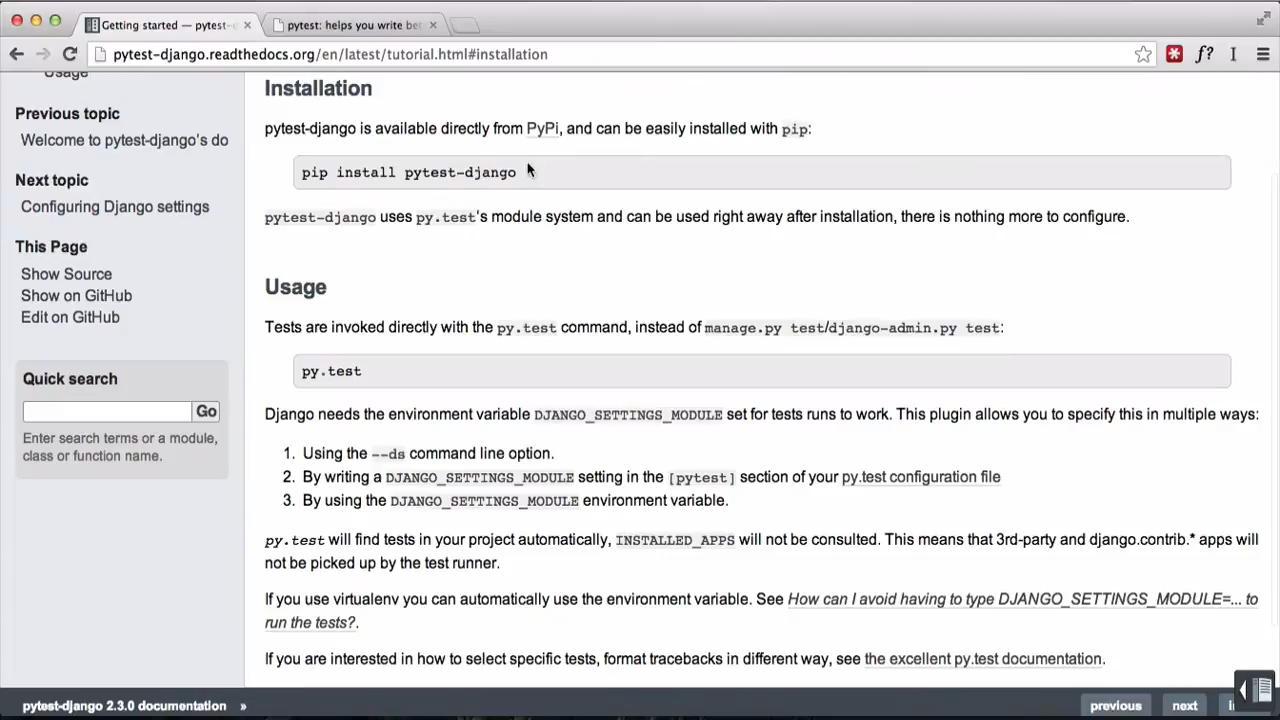 Getting started — pytest-d
pytest: helps you write bet
pytest-django.readthedocs.org/en/latest/tutorial.html#installation
f?
Usage
Previous topic
Welcome to pytest-django's do
Next topic
Configuring Django settings
This Page
Show Source
Show on GitHub
Edit on GitHub
Quick search
Go
Enter search terms or a module,
class or function name.
Installation
pytest-django is available directly from PyPi, and can be easily installed with pip:
pip install pytest-django
pytest-django uses py.test's module system and can be used right away after installation, there is nothing more to configure.
Usage
Tests are invoked directly with the py.test command, instead of manage.py test/django-admin.py test:
py.test
Django needs the environment variable DJANGO_SETTINGS_MODULE set for tests runs to work. This plugin allows you to specify this in multiple ways:
1. Using the --ds command line option.
2. By writing a DJANGO_SETTINGS_MODULE setting in the [pytest] section of your py.test configuration file
3. By using the DJANGO_SETTINGS_MODULE environment variable.
py.test will find tests in your project automatically, INSTALLED_APPS will not be consulted. This means that 3rd-party and django.contrib.* apps will
not be picked up by the test runner.
If you use virtualenv you can automatically use the environment variable. See How can I avoid having to type DJANGO_SETTINGS_MODULE=... to
run the tests?.
If you are interested in how to select specific tests, format tracebacks in different way, see the excellent py.test documentation.
pytest-django 2.3.0 documentation »
previous
next